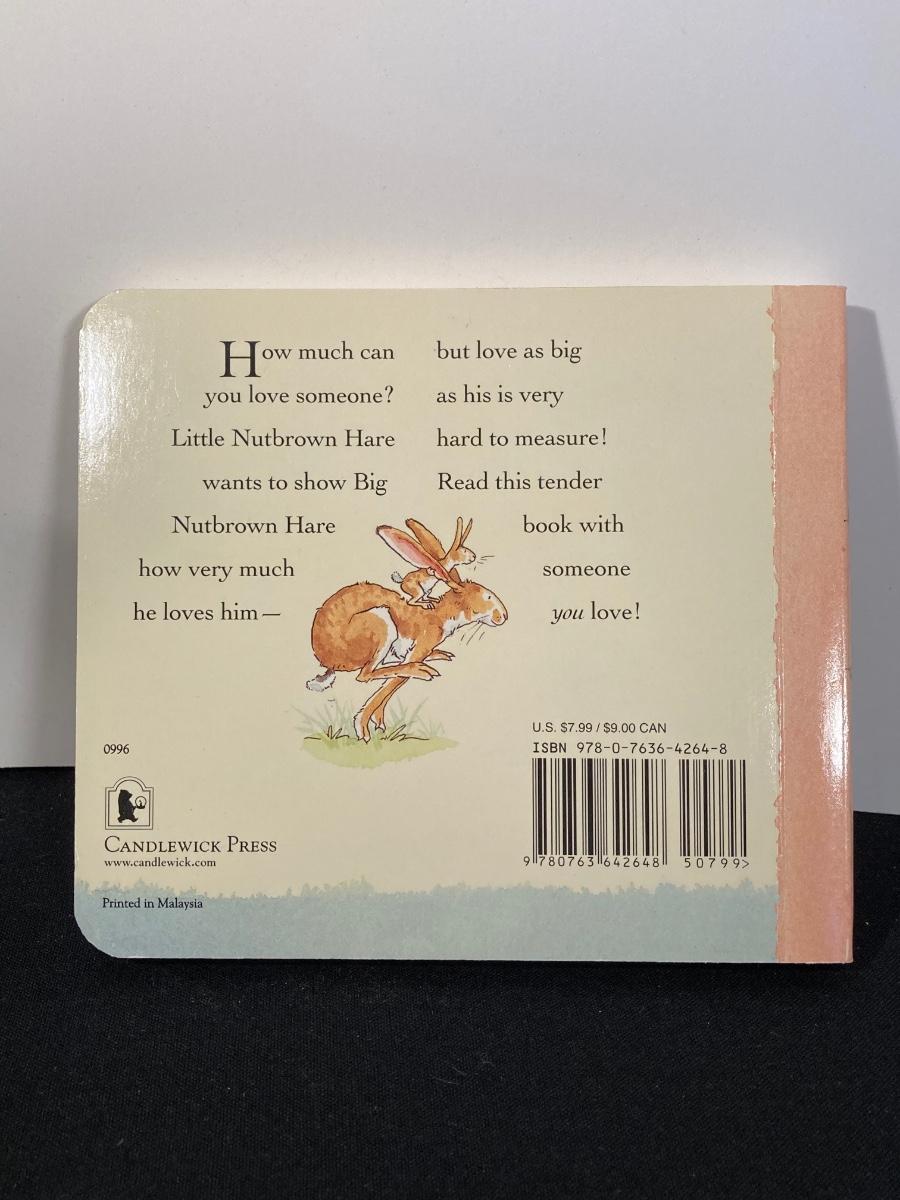 How much can
you love someone?
Little Nutbrown Hare
wants to show Big
Nutbrown Hare
how very much
he loves him—
but love as big
as his is very
hard to measure!
Read this tender
book with
someone
you love!
0996
CANDLEWICK PRESS
www.candlewick.com
Printed in Malaysia
U.S. $7.99 / $9.00 CAN
ISBN 978-0-7636-4264-8
9 780763 642648 50799>